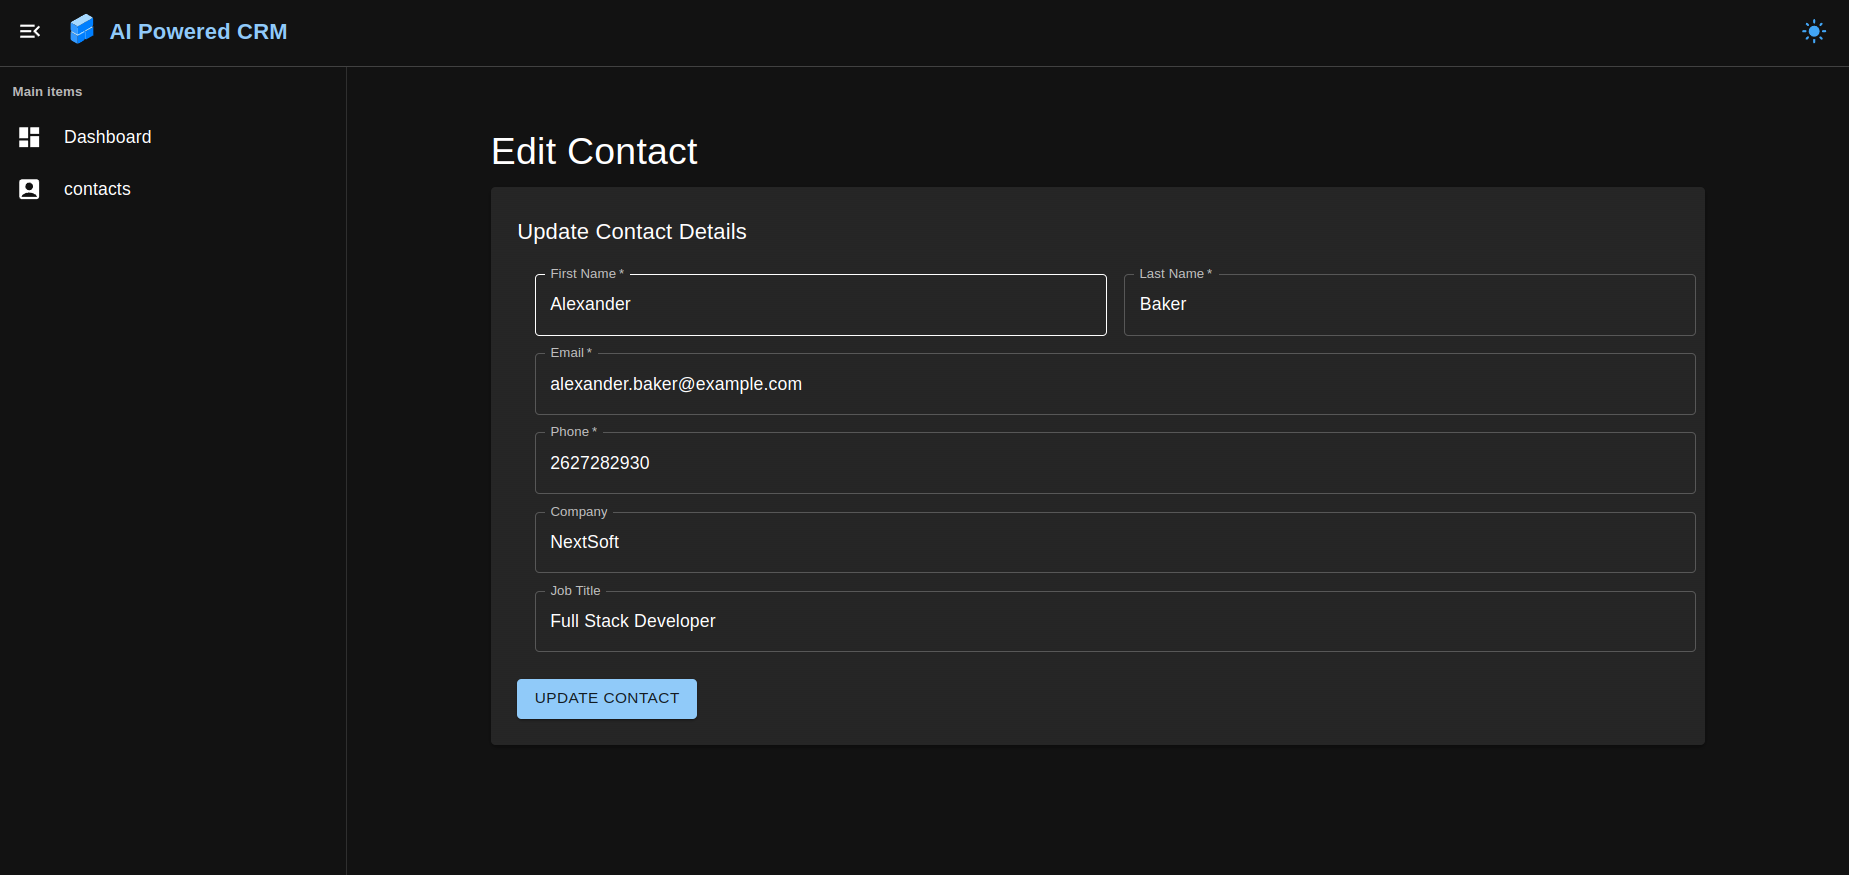 AI Powered CRM
Main items
Dashboard
contacts
Edit Contact
Update Contact Details
First Name *
Alexander
Last Name *
Baker
Email *
alexander.baker@example.com
Phone *
2627282930
Company
NextSoft
Job Title
Full Stack Developer
UPDATE CONTACT